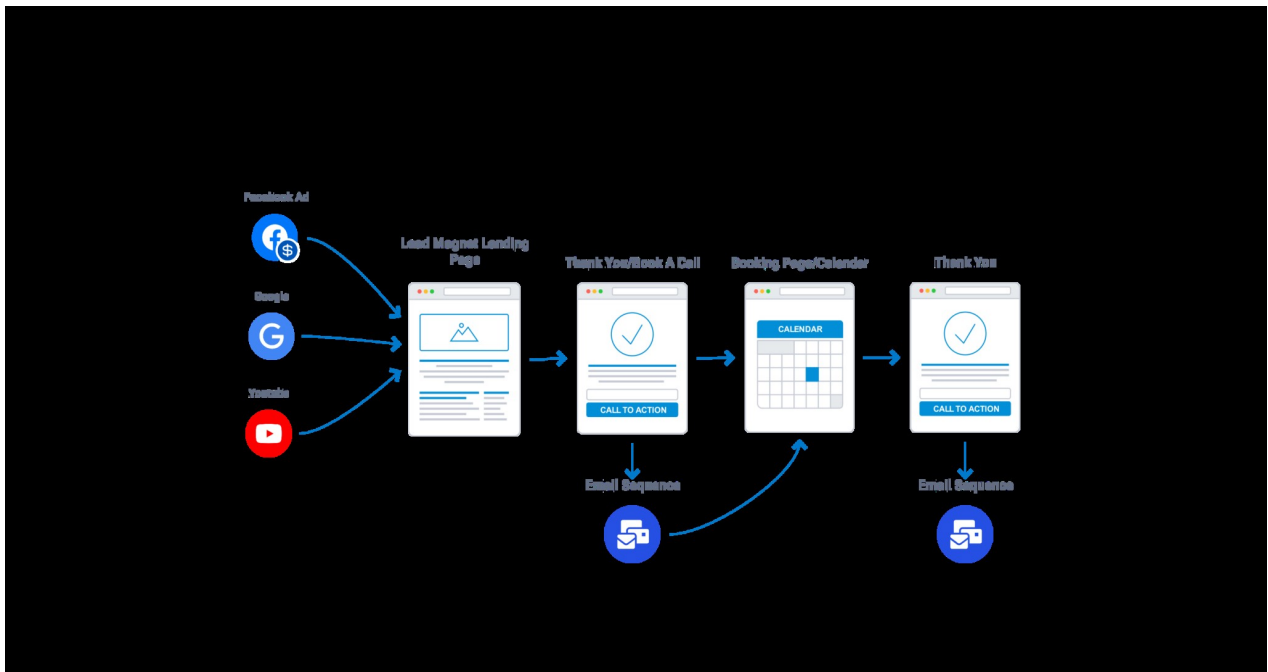 Facebook Ad
Lead Magnet Landing
Page
Thank You/Book A Call
Booking Page/Calendar
Thank You
Google
CALENDAR
Youtube
CALL TO ACTION
CALL TO ACTION
Email Sequence
Email Sequence